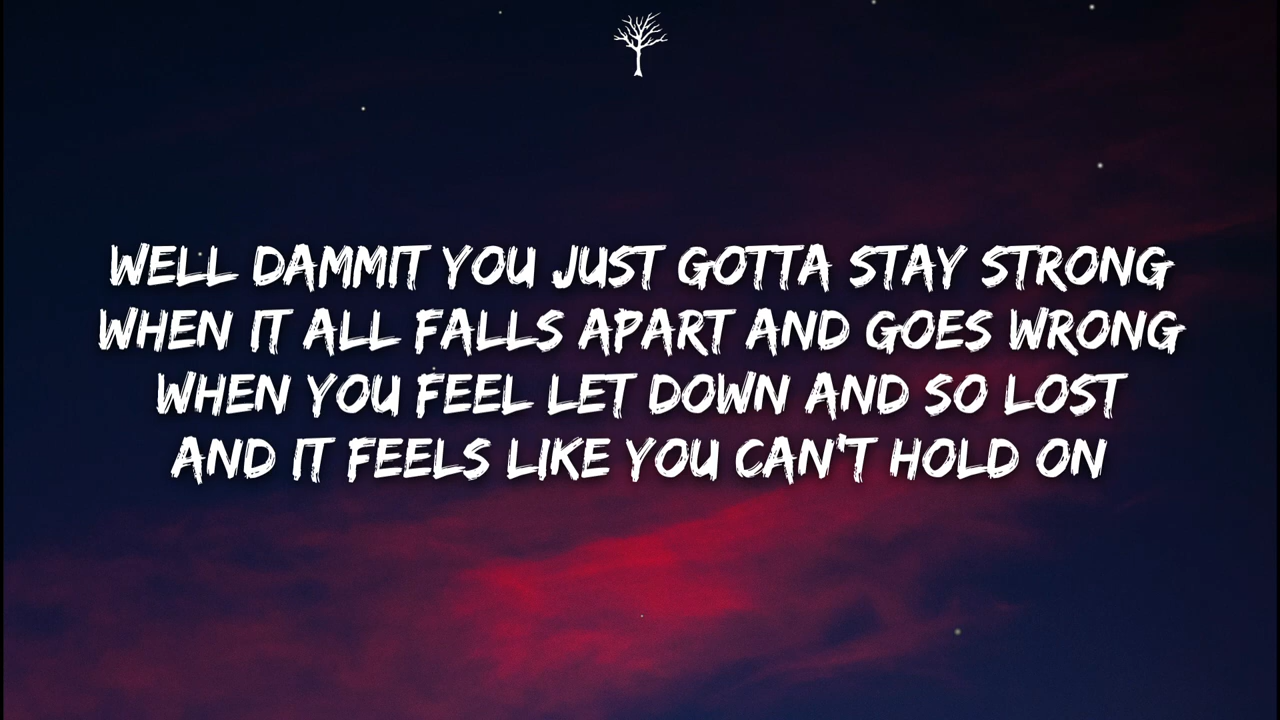 WELL DAMMIT YOU JUST GOTTA STAY STRONG
WHEN IT ALL FALLS APART AND GOES WRONG
WHEN YOU FEEL LET DOWN AND SO LOST
AND IT FEELS LIKE YOU CAN'T HOLD ON